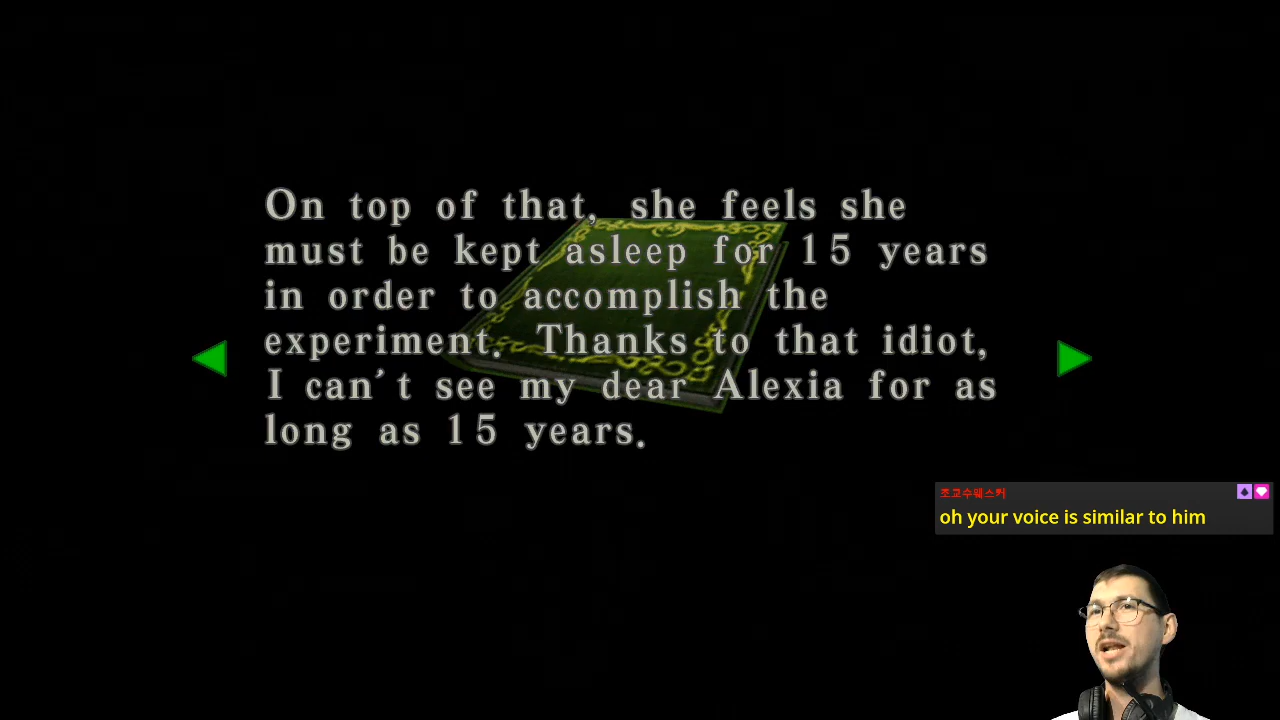 On top of that, she feels she
must be kept asleep for 15 years
in order to accomplish the
experiment. Thanks to that idiot,
I can't see my dear Alexia for as
long as 15 years.
조교수웨스커
oh your voice is similar to him